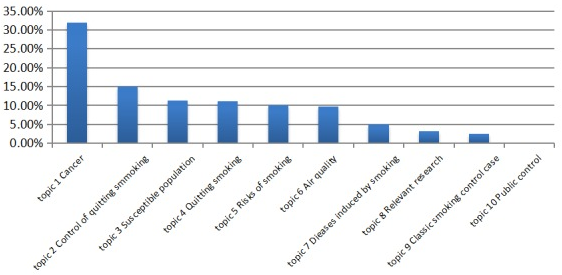 35.00%
30.00%
25.00%
20.00%
15.00%
10.00%
5.00%
0.00%
topic 1 Cancer
topic 2 Control of quitting smmoking
topic 3 Susceptible population
topic 4 Quitting smoking
topic 5 Risks of smoking
topic 6 Air quality
topic 7 Dieases induced by smoking
topic 8 Relevant research
topic 9 Classic smoking control case
topic 10 Public control